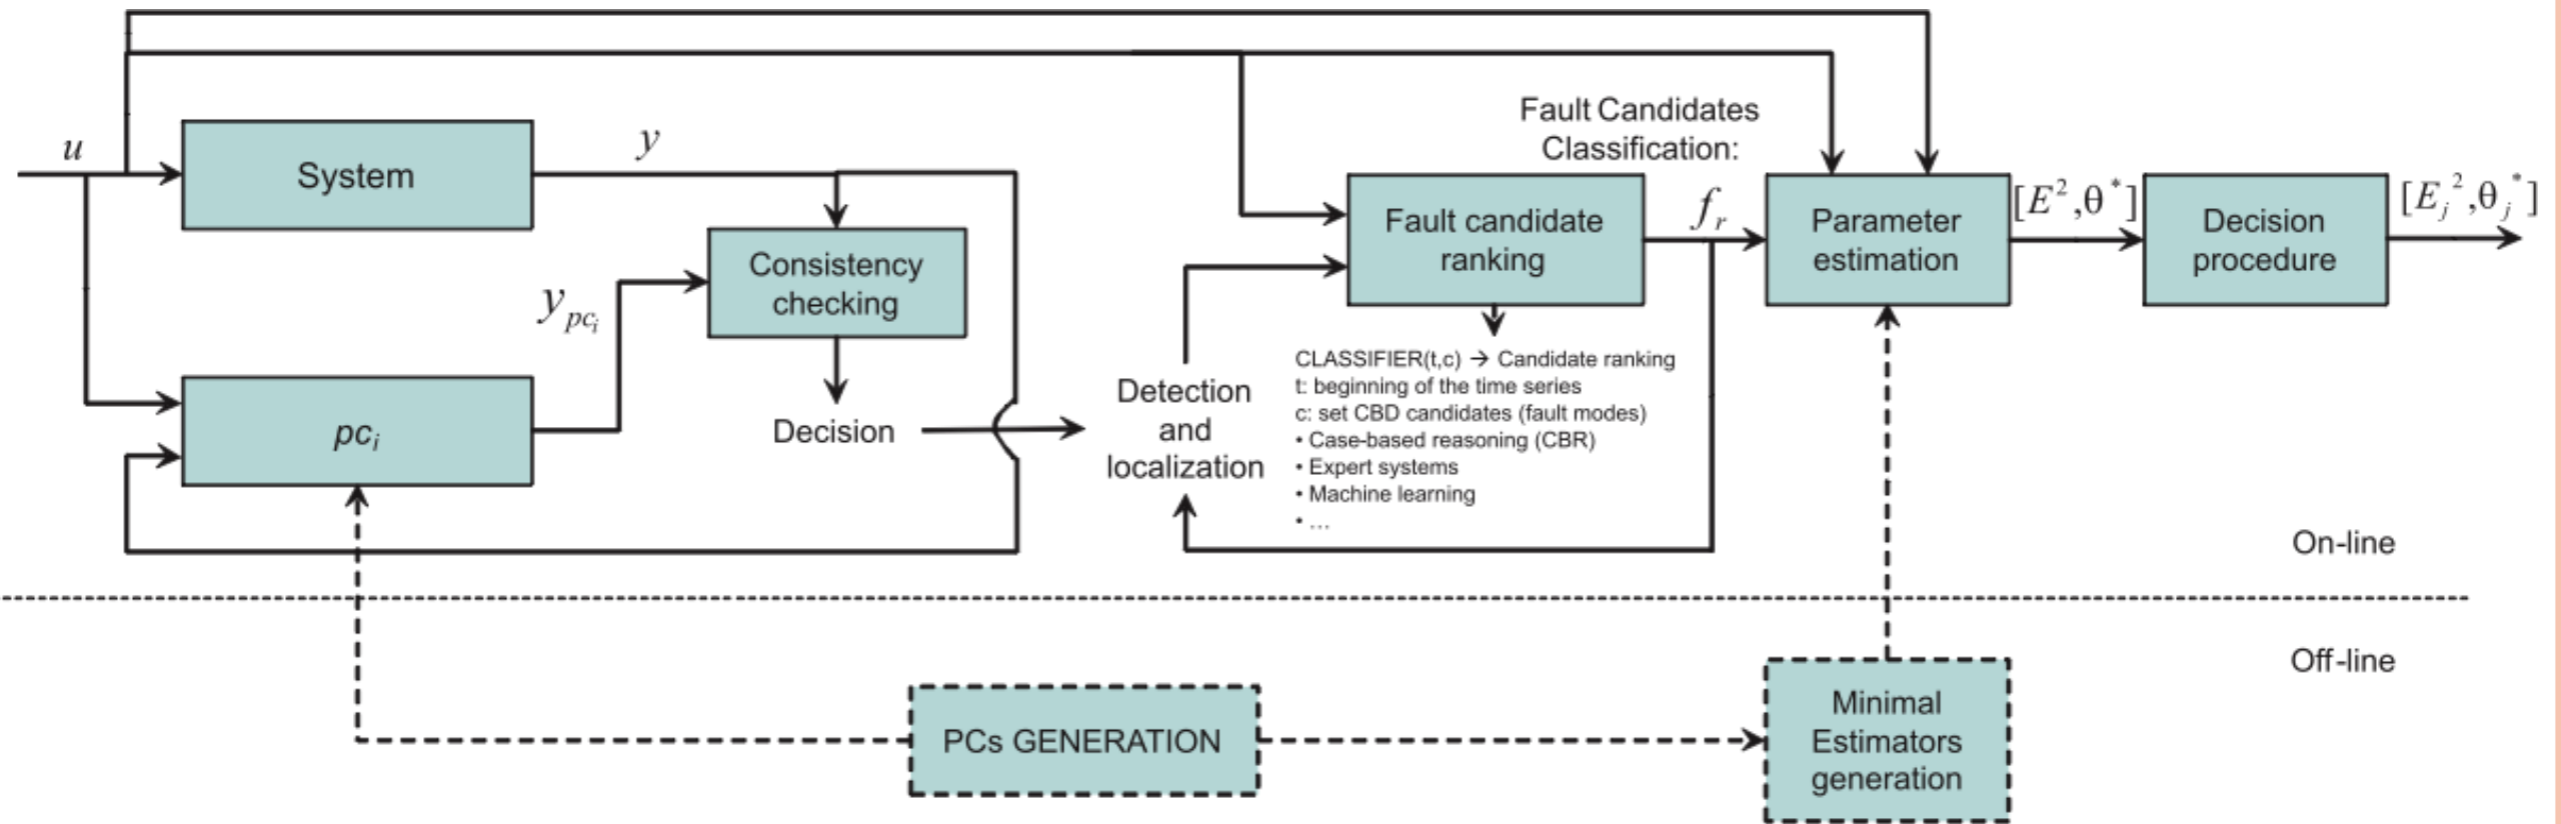 u
System
y
y_{pc_i}
Consistency
checking
pc_i
Decision
Detection
and
localization
Fault Candidates
Classification:
Fault candidate
ranking
f_r
CLASSIFIER(t,c) → Candidate ranking
t: beginning of the time series
c: set CBD candidates (fault modes)
• Case-based reasoning (CBR)
• Expert systems
• Machine learning
• ...
Parameter
estimation
[E^2,θ^*]
Decision
procedure
[E_j^2,θ_j^*]
On-line
Off-line
PCs GENERATION
Minimal
Estimators
generation